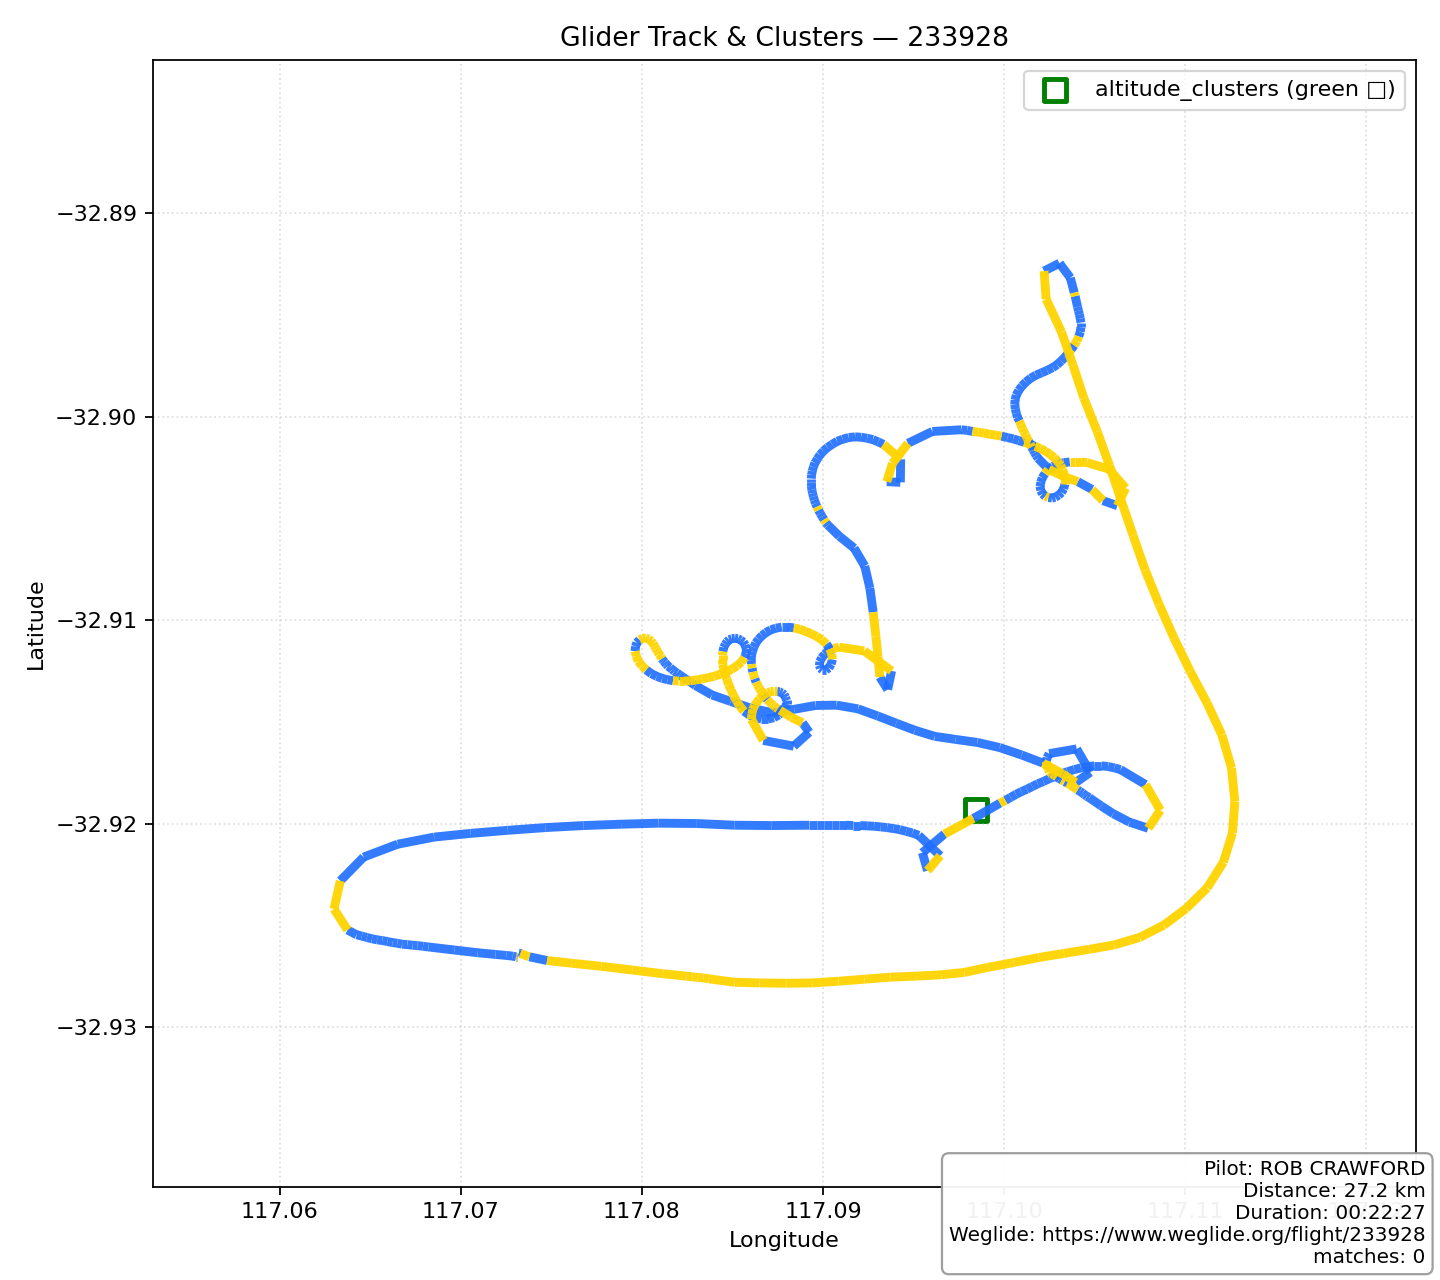 Glider Track & Clusters — 233928
altitude_clusters (green □)
−32.89
−32.90
−32.91
−32.92
−32.93
Latitude
117.06
117.07
117.08
117.09
117.10
117.11
Longitude
Pilot: ROB CRAWFORD
Distance: 27.2 km
Duration: 00:22:27
Weglide: https://www.weglide.org/flight/233928
matches: 0